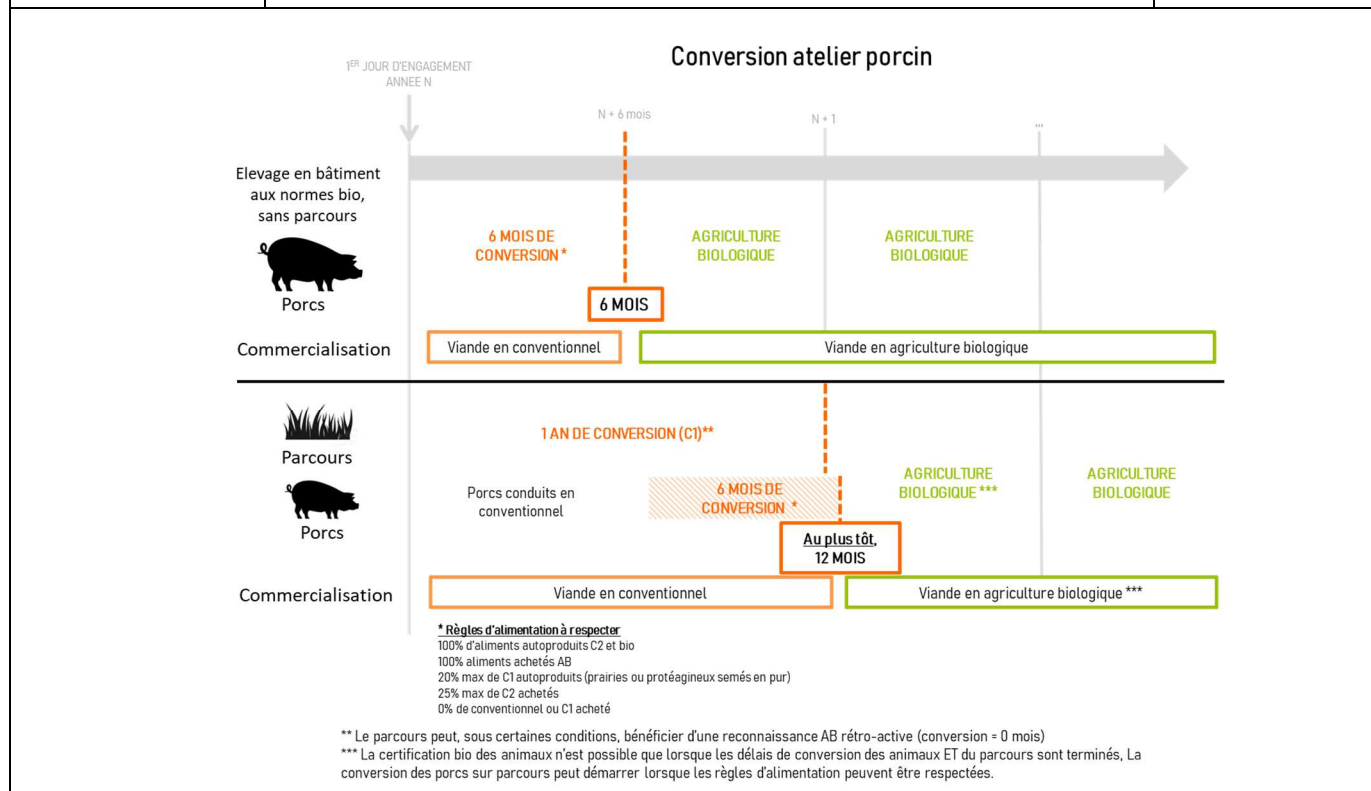 Conversion atelier porcin
1ER JOUR D'ENGAGEMENT
ANNEE N
N + 6 mois
N + 1
,,,
Elevage en bâtiment
aux normes bio,
sans parcours
6 MOIS DE
CONVERSION *
AGRICULTURE
BIOLOGIQUE
AGRICULTURE
BIOLOGIQUE
Porcs
6 MOIS
Commercialisation
Viande en conventionnel
Viande en agriculture biologique
1 AN DE CONVERSION (C1)**
Parcours
Porcs conduits en
conventionnel
6 MOIS DE
CONVERSION *
AGRICULTURE
BIOLOGIQUE ***
AGRICULTURE
BIOLOGIQUE
Porcs
Au plus tôt,
12 MOIS
Commercialisation
Viande en conventionnel
Viande en agriculture biologique ***
* Règles d'alimentation à respecter
100% d'aliments autoproduits C2 et bio
100% aliments achetés AB
20% max de C1 autoproduits (prairies ou protéagineux semés en pur)
25% max de C2 achetés
0% de conventionnel ou C1 acheté
** Le parcours peut, sous certaines conditions, bénéficier d'une reconnaissance AB rétro-active (conversion = 0 mois)
*** La certification bio des animaux n'est possible que lorsque les délais de conversion des animaux ET du parcours sont terminés, La
conversion des porcs sur parcours peut démarrer lorsque les règles d'alimentation peuvent être respectées.